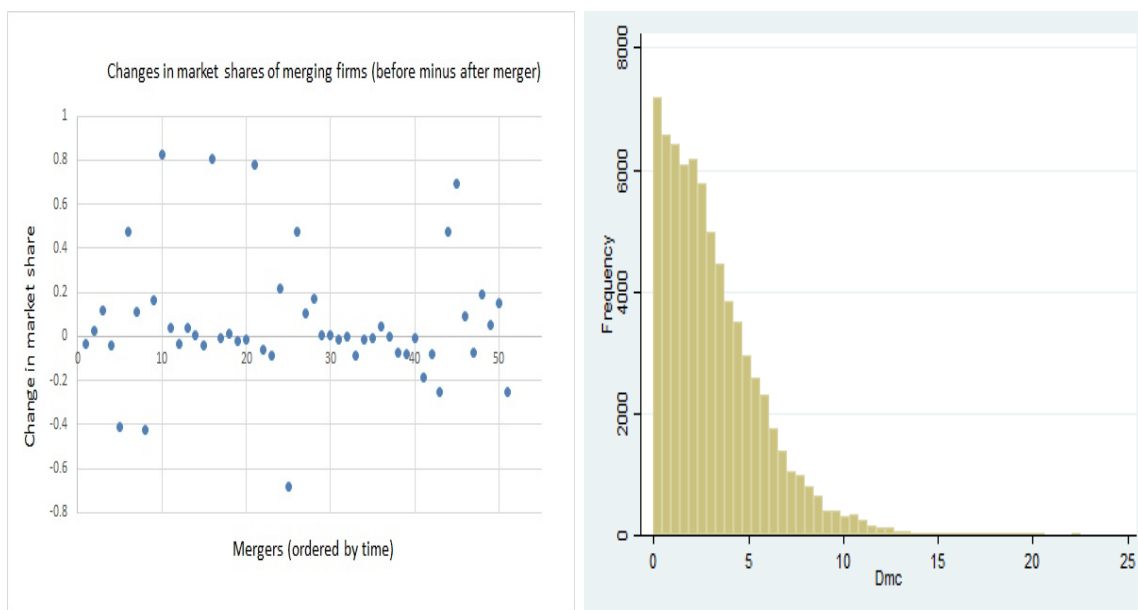 Changes in market shares of merging firms (before minus after merger)
1
0.8
0.6
0.4
0.2
0
-0.2
-0.4
-0.6
-0.8
0 10 20 30 40 50
Change in market share
Mergers (ordered by time)
8000
6000
4000
2000
0
Frequency
0 5 10 15 20 25
Dmc